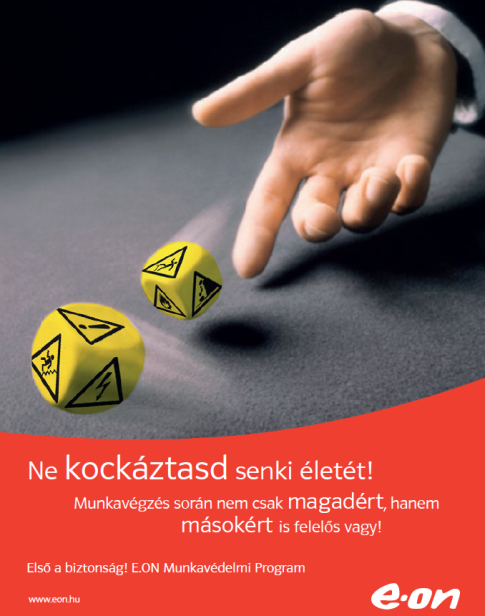 Ne kockáztasd senki életét!
Munkavégzés során nem csak magadért, hanem
másokért is felelős vagy!
Első a biztonság! E.ON Munkavédelmi Program
www.eon.hu
e·on